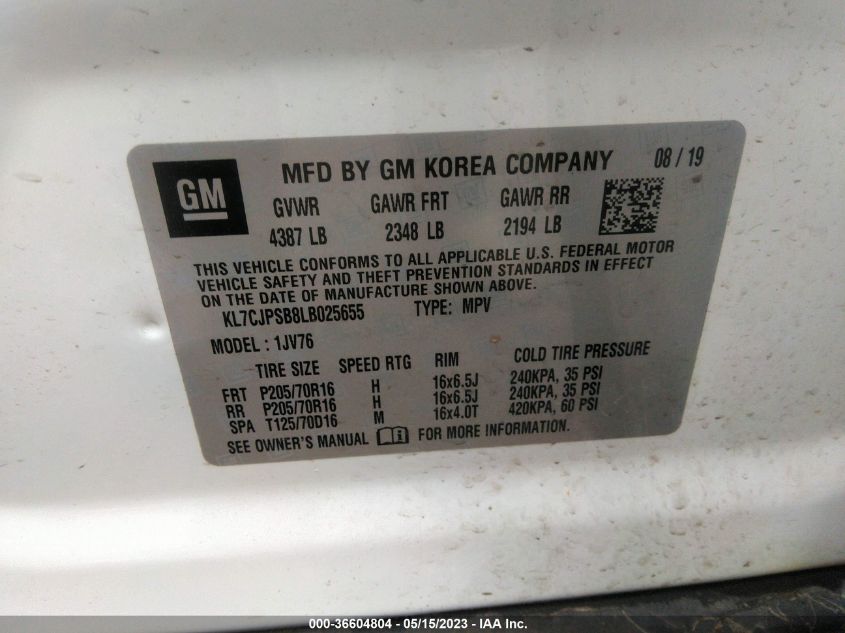 GM
MFD BY GM KOREA COMPANY 08 / 19
GVWR GAWR FRT GAWR RR
4387 LB 2348 LB 2194 LB
THIS VEHICLE CONFORMS TO ALL APPLICABLE U.S. FEDERAL MOTOR
VEHICLE SAFETY AND THEFT PREVENTION STANDARDS IN EFFECT
ON THE DATE OF MANUFACTURE SHOWN ABOVE.
KL7CJPSB8LB025655 TYPE: MPV
MODEL : 1JV76
TIRE SIZE SPEED RTG RIM COLD TIRE PRESSURE
FRT P205/70R16 H 16x6.5J 240KPA, 35 PSI
RR P205/70R16 H 16x6.5J 240KPA, 35 PSI
SPA T125/70D16 M 16x4.0T 420KPA, 60 PSI
SEE OWNER'S MANUAL FOR MORE INFORMATION.
000-36604804 - 05/15/2023 - IAA Inc.